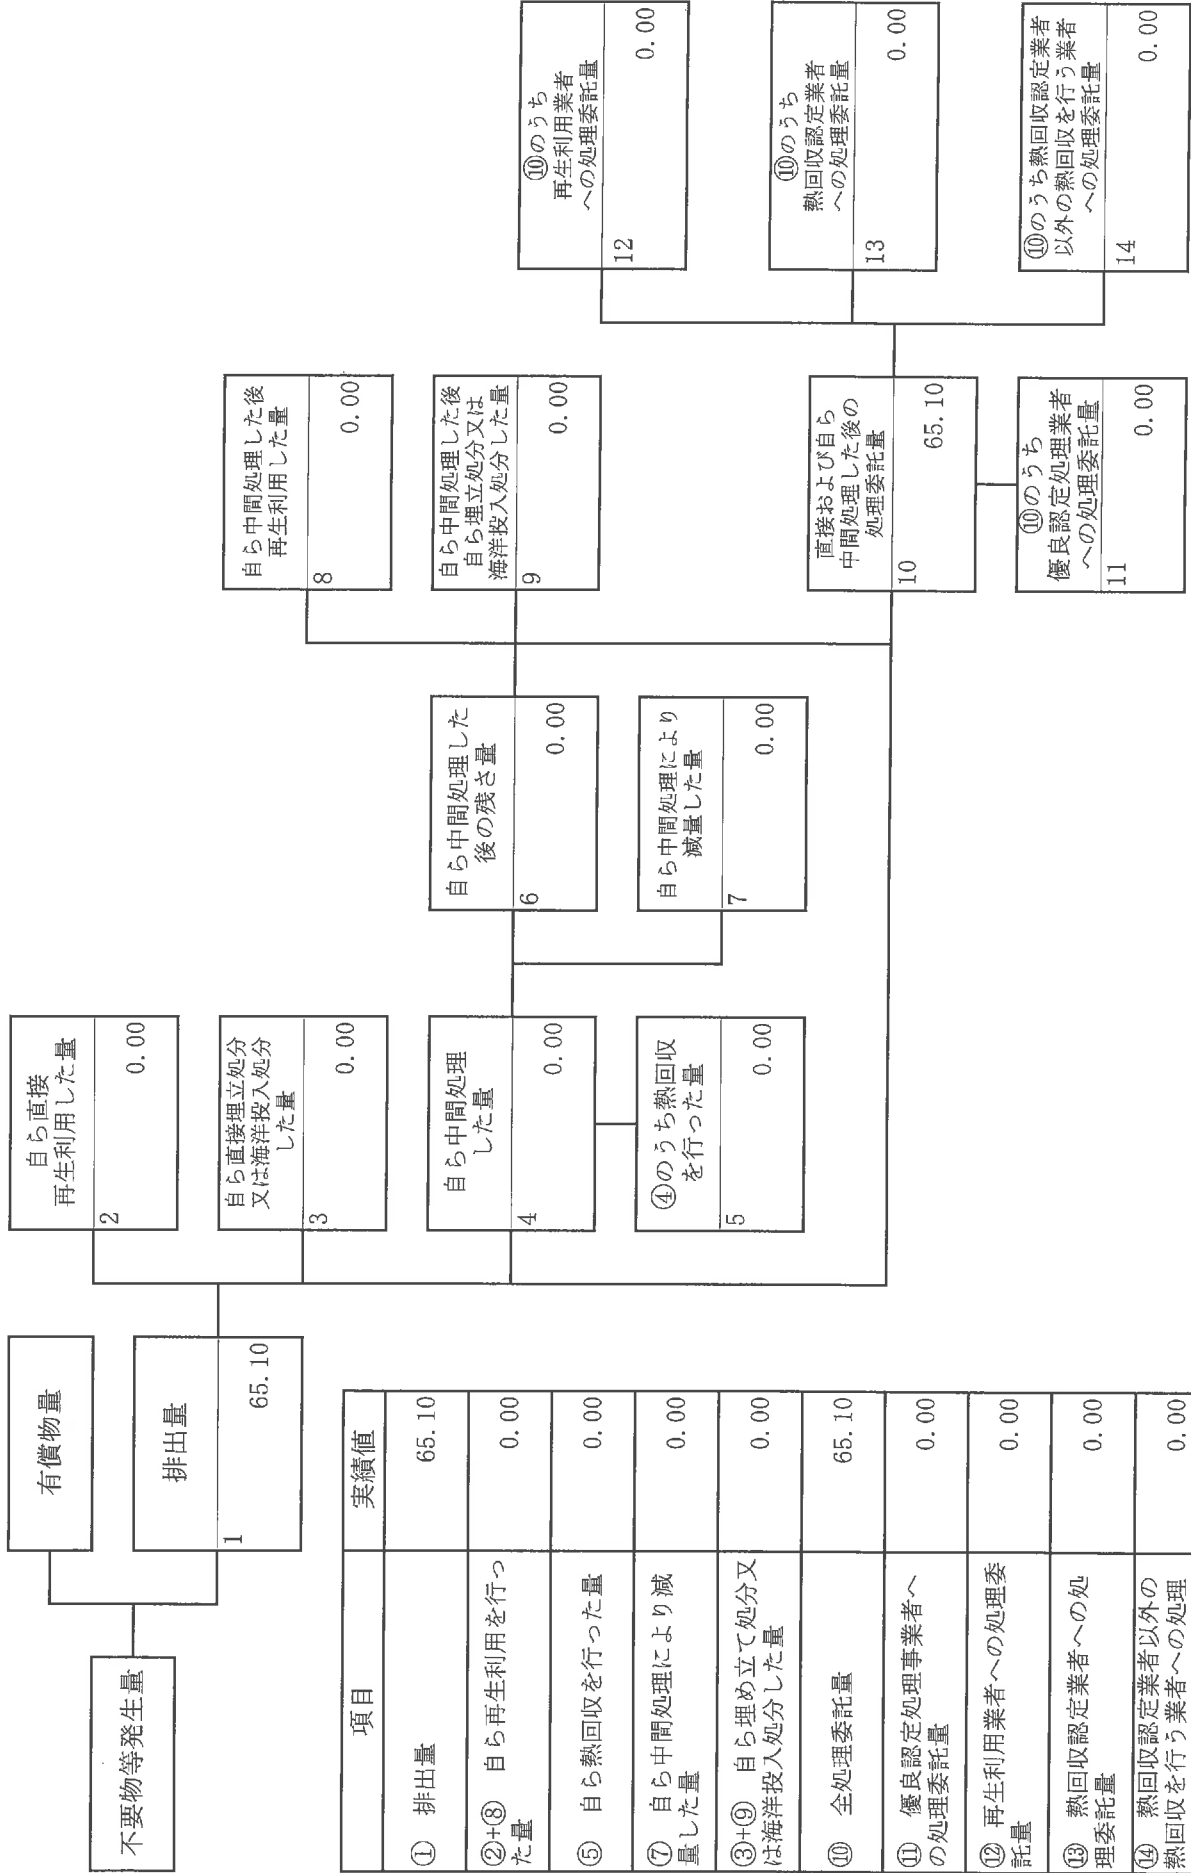 不要物等発生量
有償物量
排出量
1
65.10
自ら直接
再生利用した量
2
0.00
自ら直接埋立処分
又は海洋投入処分
した量
3
0.00
自ら中間処理
した量
4
0.00
④のうち熱回収
を行った量
5
0.00
自ら中間処理した
後の残さ量
6
0.00
自ら中間処理により
減量した量
7
0.00
自ら中間処理した後
再生利用した量
8
0.00
自ら中間処理した後
自ら埋立処分又は
海洋投入処分した量
9
0.00
直接および自ら
中間処理した後の
処理委託量
10
65.10
⑩のうち
優良認定処理業者
への処理委託量
11
0.00
⑩のうち
再生利用業者
への処理委託量
12
0.00
⑩のうち
熱回収認定業者
への処理委託量
13
0.00
⑩のうち熱回収認定業者
以外の熱回収を行う業者
への処理委託量
14
0.00
項目 実績値
① 排出量 65.10
②+⑧ 自ら再生利用を行っ
た量 0.00
⑤ 自ら熱回収を行った量 0.00
⑦ 自ら中間処理により減
量した量 0.00
③+⑨ 自ら埋め立て処分又
は海洋投入処分した量 0.00
⑩ 全処理委託量 65.10
⑪ 優良認定処理事業者へ
の処理委託量 0.00
⑫ 再生利用業者への処理委
託量 0.00
⑬ 熱回収認定業者への処
理委託量 0.00
⑭ 熱回収認定業者以外の
熱回収を行う業者への処理 0.00